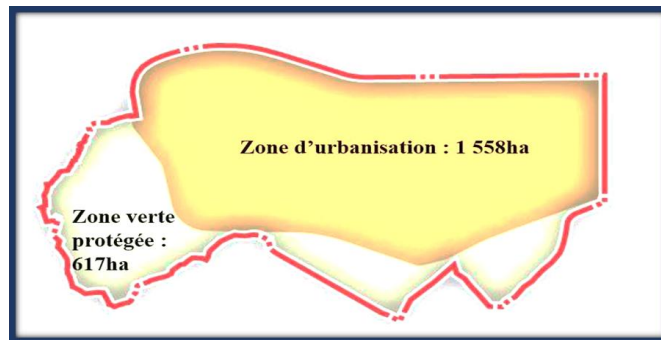 Zone d'urbanisation : 1 558ha
Zone verte
protégée :
617ha